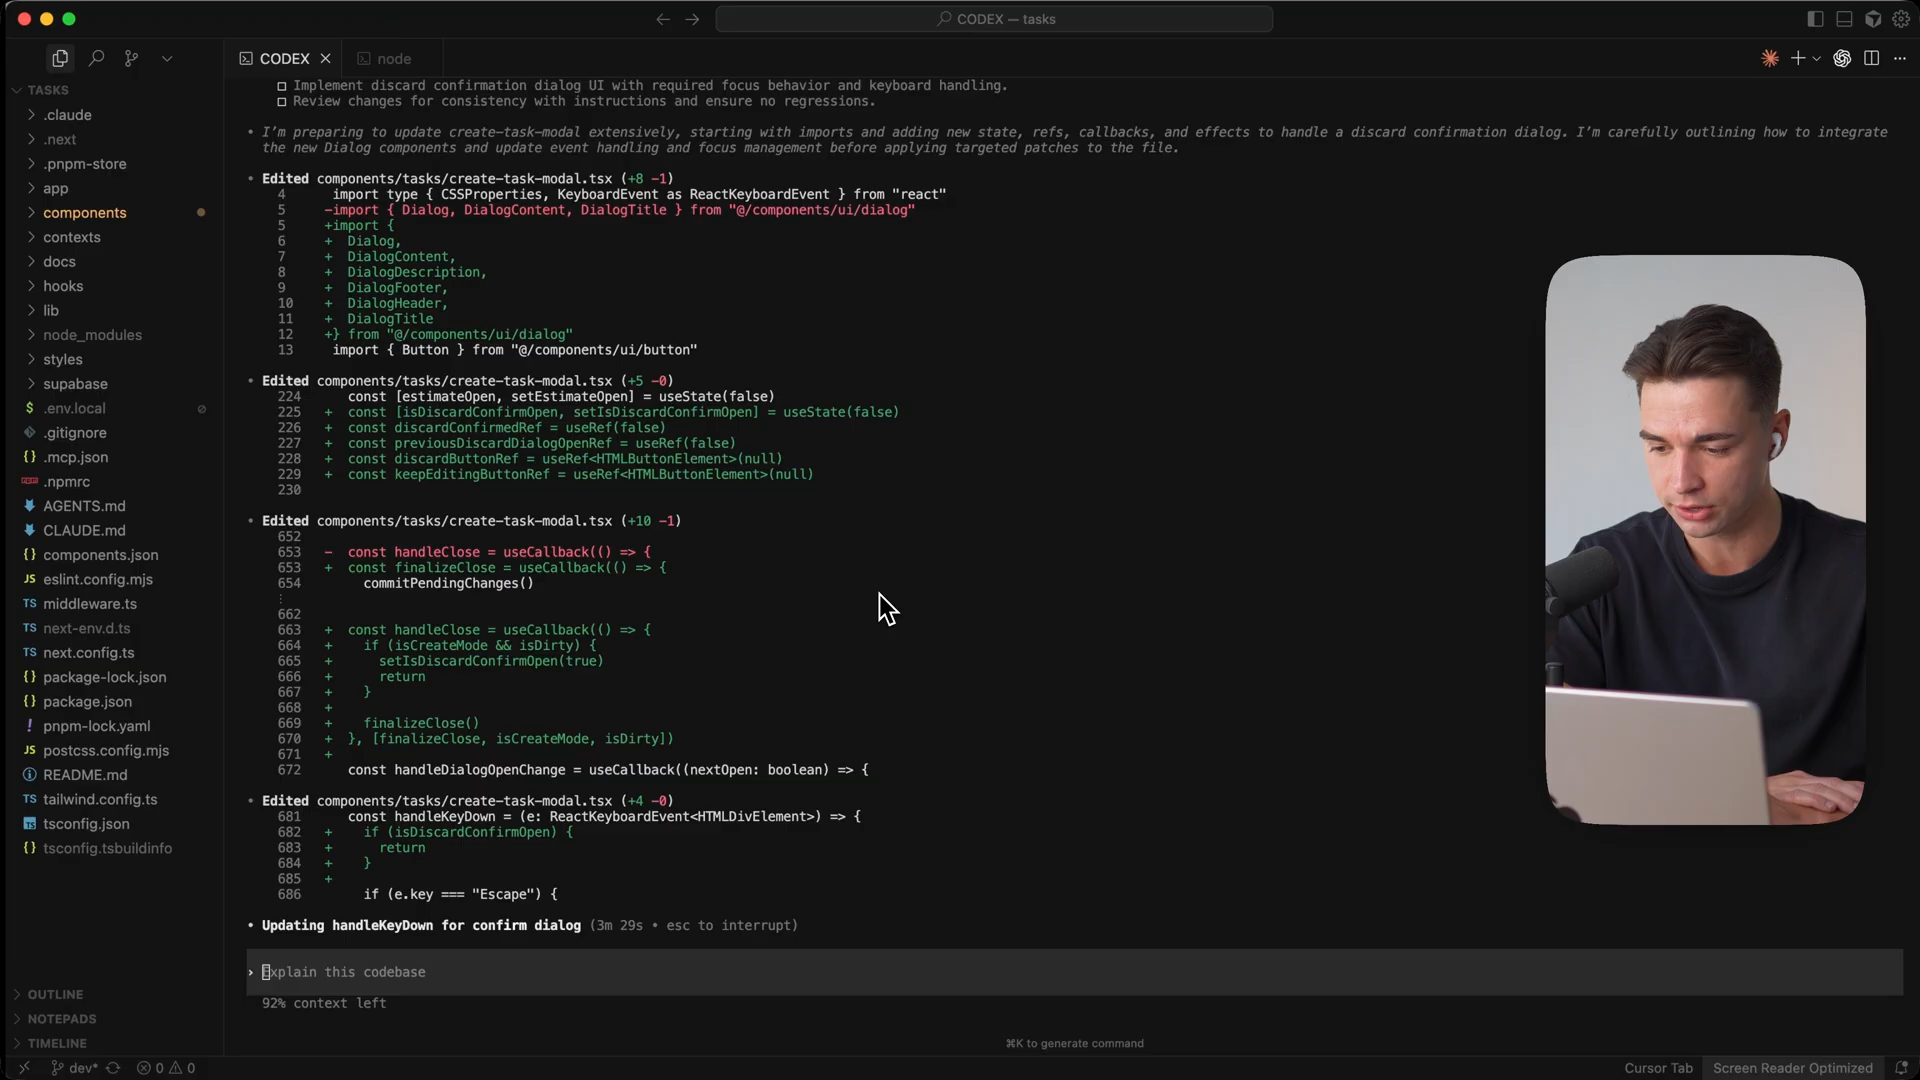 CODEX — tasks
CODEX
node
TASKS
.claude
.next
.pnpm-store
app
components
contexts
docs
hooks
lib
node_modules
styles
supabase
$ .env.local
.gitignore
{} .mcp.json
.npmrc
AGENTS.md
CLAUDE.md
{} components.json
JS eslint.config.mjs
TS middleware.ts
TS next-env.d.ts
TS next.config.ts
{} package-lock.json
{} package.json
! pnpm-lock.yaml
JS postcss.config.mjs
README.md
TS tailwind.config.ts
TS tsconfig.json
{} tsconfig.tsbuildinfo
OUTLINE
NOTEPADS
TIMELINE
□ Implement discard confirmation dialog UI with required focus behavior and keyboard handling.
□ Review changes for consistency with instructions and ensure no regressions.
• I'm preparing to update create-task-modal extensively, starting with imports and adding new state, refs, callbacks, and effects to handle a discard confirmation dialog. I'm carefully outlining how to integrate
the new Dialog components and update event handling and focus management before applying targeted patches to the file.
• Edited components/tasks/create-task-modal.tsx (+8 -1)
4 import type { CSSProperties, KeyboardEvent as ReactKeyboardEvent } from "react"
5 -import { Dialog, DialogContent, DialogTitle } from "@/components/ui/dialog"
5 +import {
6 + Dialog,
7 + DialogContent,
8 + DialogDescription,
9 + DialogFooter,
10 + DialogHeader,
11 + DialogTitle
12 +} from "@/components/ui/dialog"
13 import { Button } from "@/components/ui/button"
• Edited components/tasks/create-task-modal.tsx (+5 -0)
224 const [estimateOpen, setEstimateOpen] = useState(false)
225 + const [isDiscardConfirmOpen, setIsDiscardConfirmOpen] = useState(false)
226 + const discardConfirmedRef = useRef(false)
227 + const previousDiscardDialogOpenRef = useRef(false)
228 + const discardButtonRef = useRef<HTMLButtonElement>(null)
229 + const keepEditingButtonRef = useRef<HTMLButtonElement>(null)
230
• Edited components/tasks/create-task-modal.tsx (+10 -1)
652
653 - const handleClose = useCallback(() => {
653 + const finalizeClose = useCallback(() => {
654 commitPendingChanges()
⋮
662
663 + const handleClose = useCallback(() => {
664 + if (isCreateMode && isDirty) {
665 + setIsDiscardConfirmOpen(true)
666 + return
667 + }
668 +
669 + finalizeClose()
670 + }, [finalizeClose, isCreateMode, isDirty])
671 +
672 const handleDialogOpenChange = useCallback((nextOpen: boolean) => {
• Edited components/tasks/create-task-modal.tsx (+4 -0)
681 const handleKeyDown = (e: ReactKeyboardEvent<HTMLDivElement>) => {
682 + if (isDiscardConfirmOpen) {
683 + return
684 + }
685 +
686 if (e.key === "Escape") {
• Updating handleKeyDown for confirm dialog (3m 29s • esc to interrupt)
› Explain this codebase
92% context left
⌘K to generate command
dev*
0
0
Cursor Tab
Screen Reader Optimized